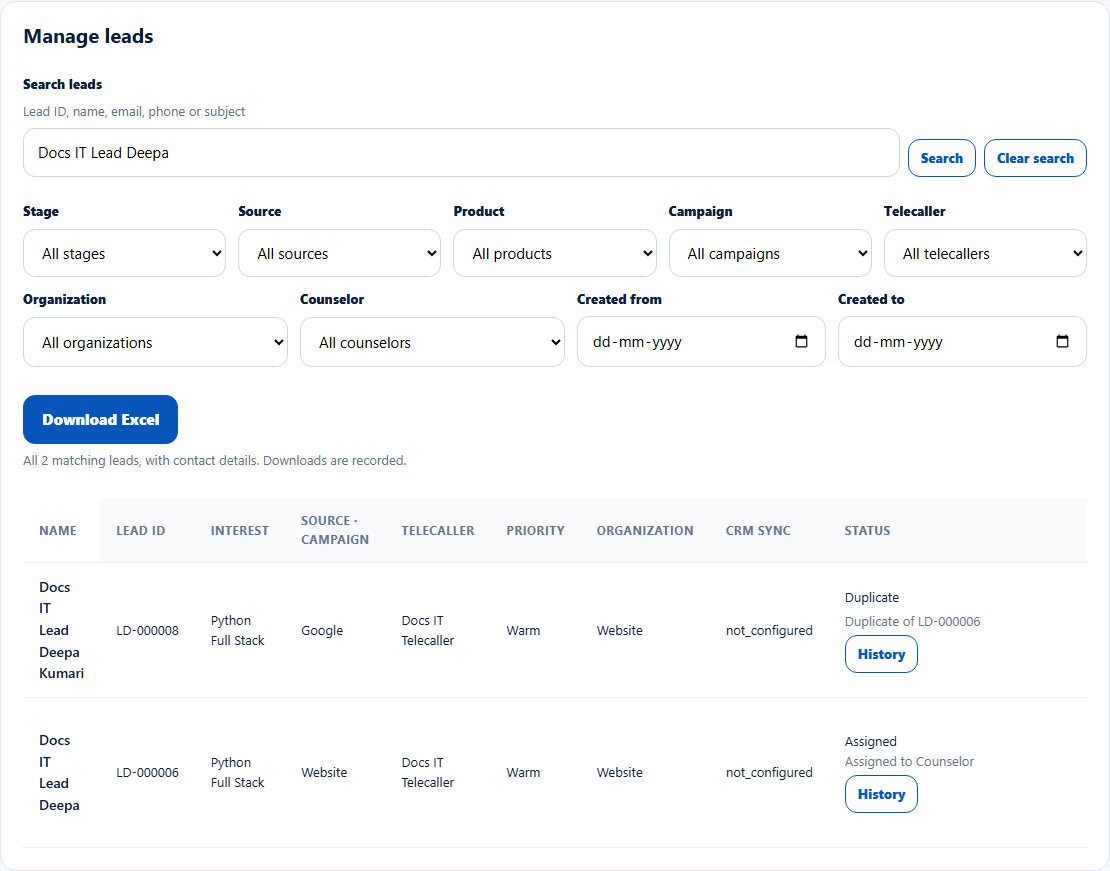 Manage leads
Search leads
Lead ID, name, email, phone or subject
Docs IT Lead Deepa
Search
Clear search
Stage
Source
Product
Campaign
Telecaller
All stages
All sources
All products
All campaigns
All telecallers
Organization
Counselor
Created from
Created to
All organizations
All counselors
dd-mm-yyyy
dd-mm-yyyy
Download Excel
All 2 matching leads, with contact details. Downloads are recorded.
NAME
LEAD ID
INTEREST
SOURCE ·
CAMPAIGN
TELECALLER
PRIORITY
ORGANIZATION
CRM SYNC
STATUS
Docs
IT
Lead
Deepa
Kumari
LD-000008
Python
Full Stack
Google
Docs IT
Telecaller
Warm
Website
not_configured
Duplicate
Duplicate of LD-000006
History
Docs
IT
Lead
Deepa
LD-000006
Python
Full Stack
Website
Docs IT
Telecaller
Warm
Website
not_configured
Assigned
Assigned to Counselor
History